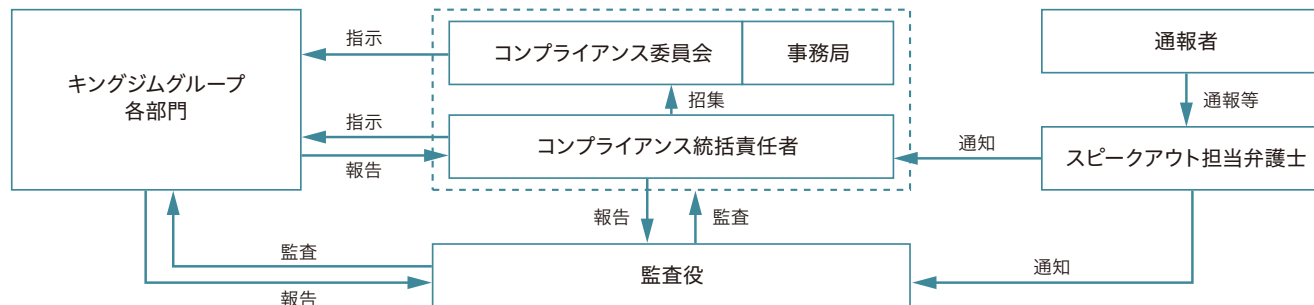 キングジムグループ
各部門
指示
コンプライアンス委員会
事務局
通報者
招集
通報等
指示
報告
コンプライアンス統括責任者
通知
スピークアウト担当弁護士
報告
監査
監査
報告
監査役
通知